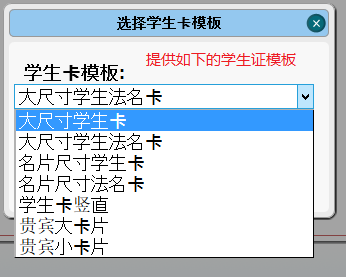 选择学生卡模板
提供如下的学生证模板
学生卡模板:
大尺寸学生法名卡
大尺寸学生卡
大尺寸学生法名卡
名片尺寸学生卡
名片尺寸法名卡
学生卡竖直
贵宾大卡片
贵宾小卡片